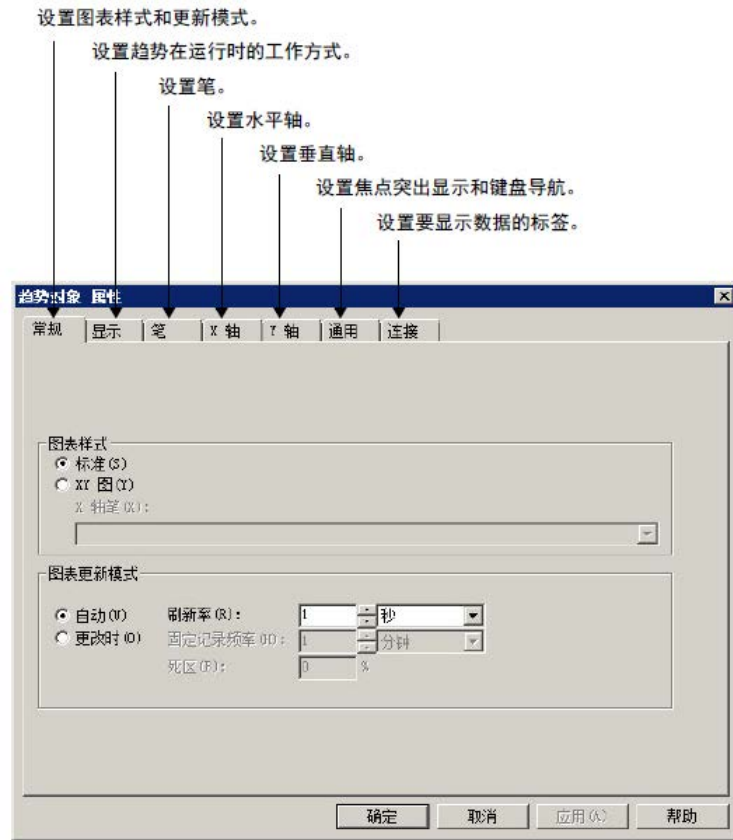 设置图表样式和更新模式。
设置趋势在运行时的工作方式。
设置笔。
设置水平轴。
设置垂直轴。
设置焦点突出显示和键盘导航。
设置要显示数据的标签。
趋势对象 属性
常规 显示 笔 X 轴 Y 轴 通用 连接
图表样式
标准(S)
XY 图(Y)
X 轴笔(X):
图表更新模式
自动(U) 刷新率(R): 1 秒
更改时(O) 固定记录频率(H): 1 分钟
死区(F): 0 %
确定 取消 应用(A) 帮助